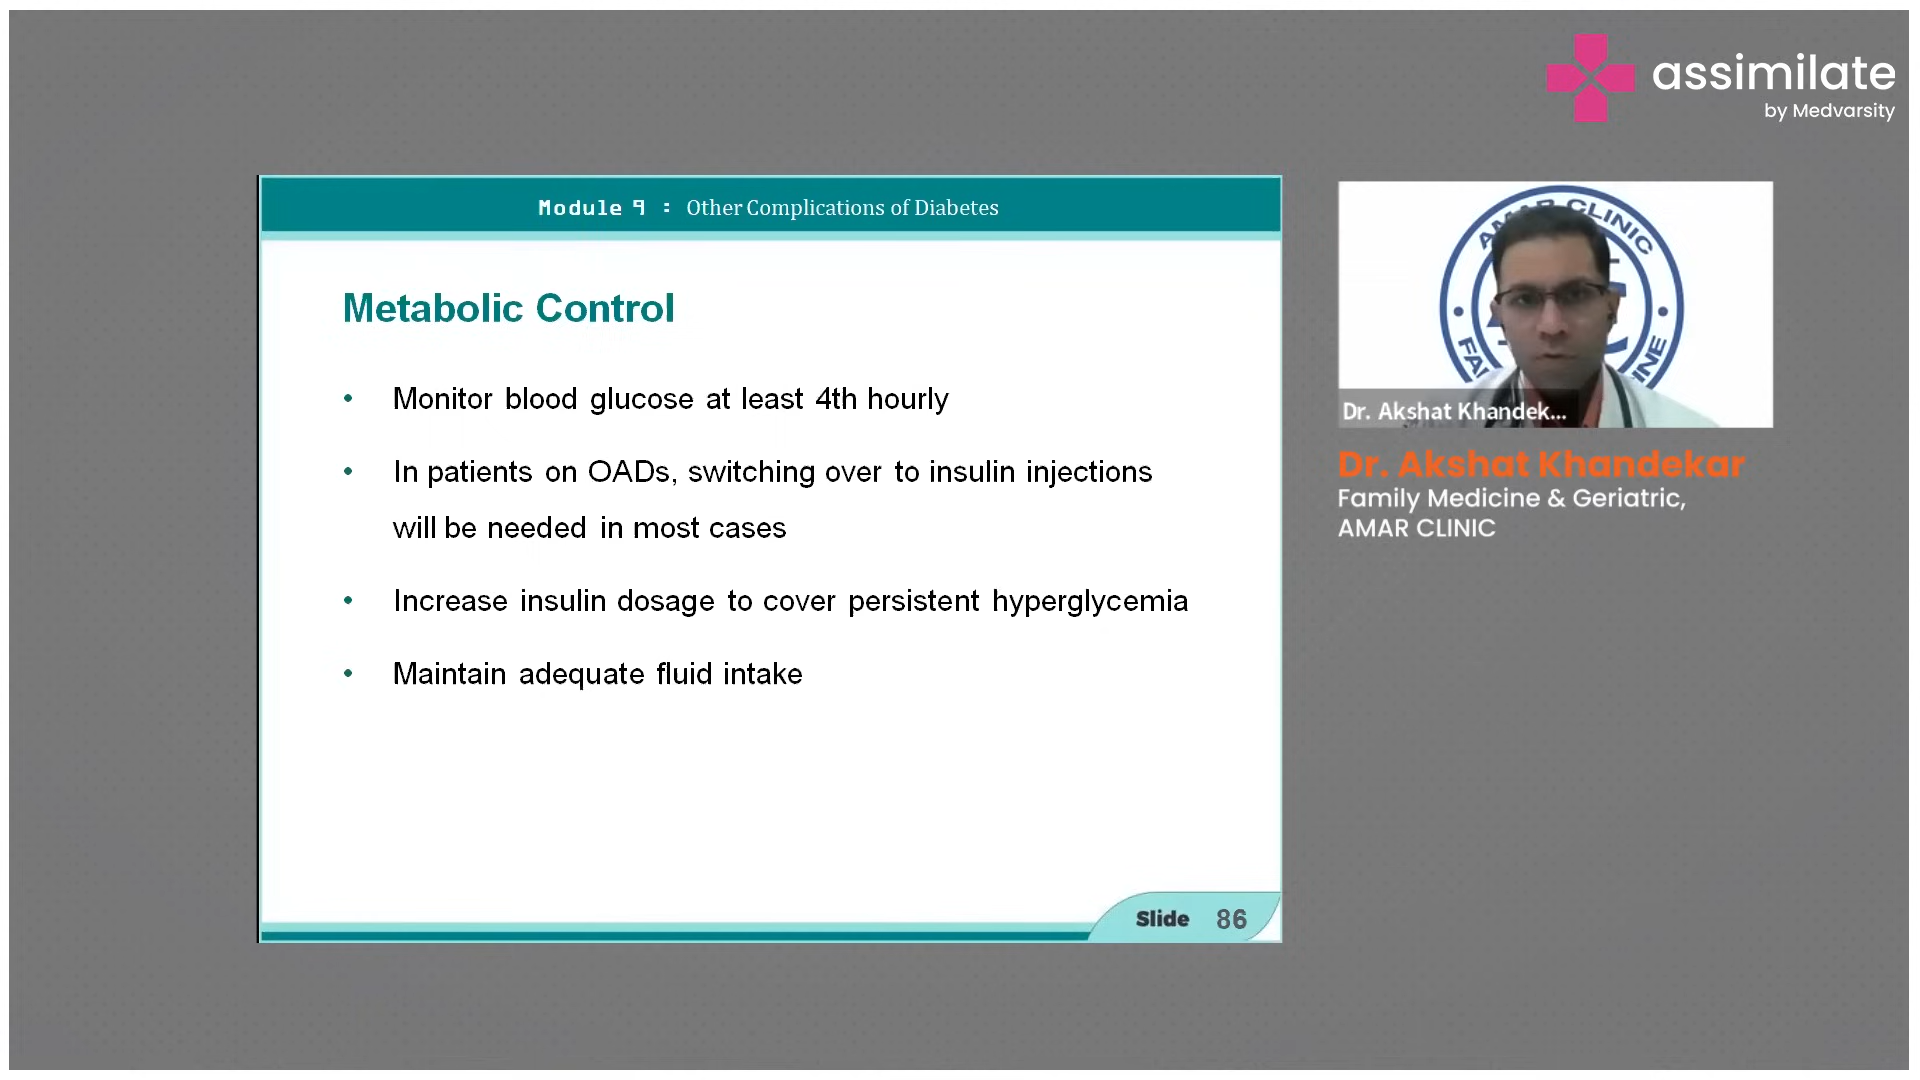 assimilate
by Medvarsity
Module 9 : Other Complications of Diabetes
Metabolic Control
• Monitor blood glucose at least 4th hourly
• In patients on OADs, switching over to insulin injections
will be needed in most cases
• Increase insulin dosage to cover persistent hyperglycemia
• Maintain adequate fluid intake
Slide 86
AMAR CLINIC
Dr. Akshat Khandek...
Dr. Akshat Khandekar
Family Medicine & Geriatric,
AMAR CLINIC